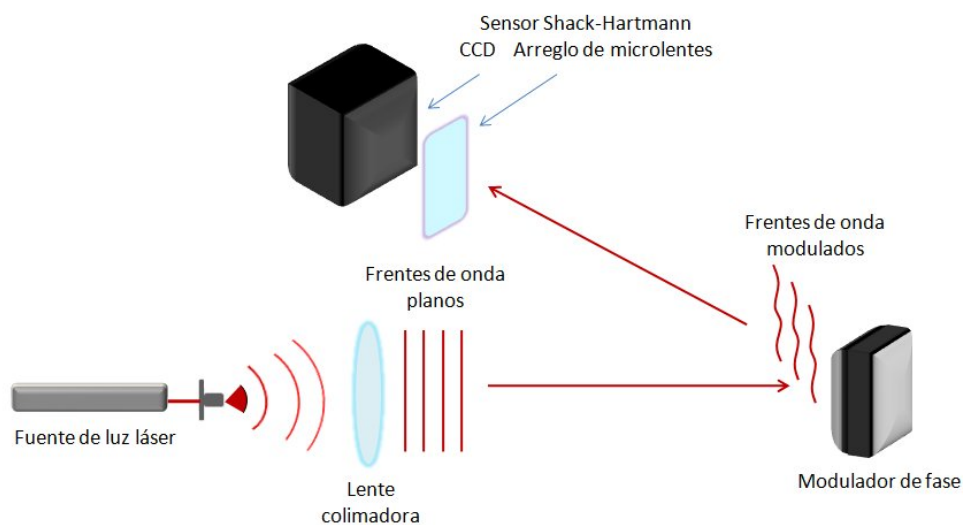 Sensor Shack-Hartmann
CCD Arreglo de microlentes
Frentes de onda
modulados
Frentes de onda
planos
Fuente de luz láser
Lente
colimadora
Modulador de fase